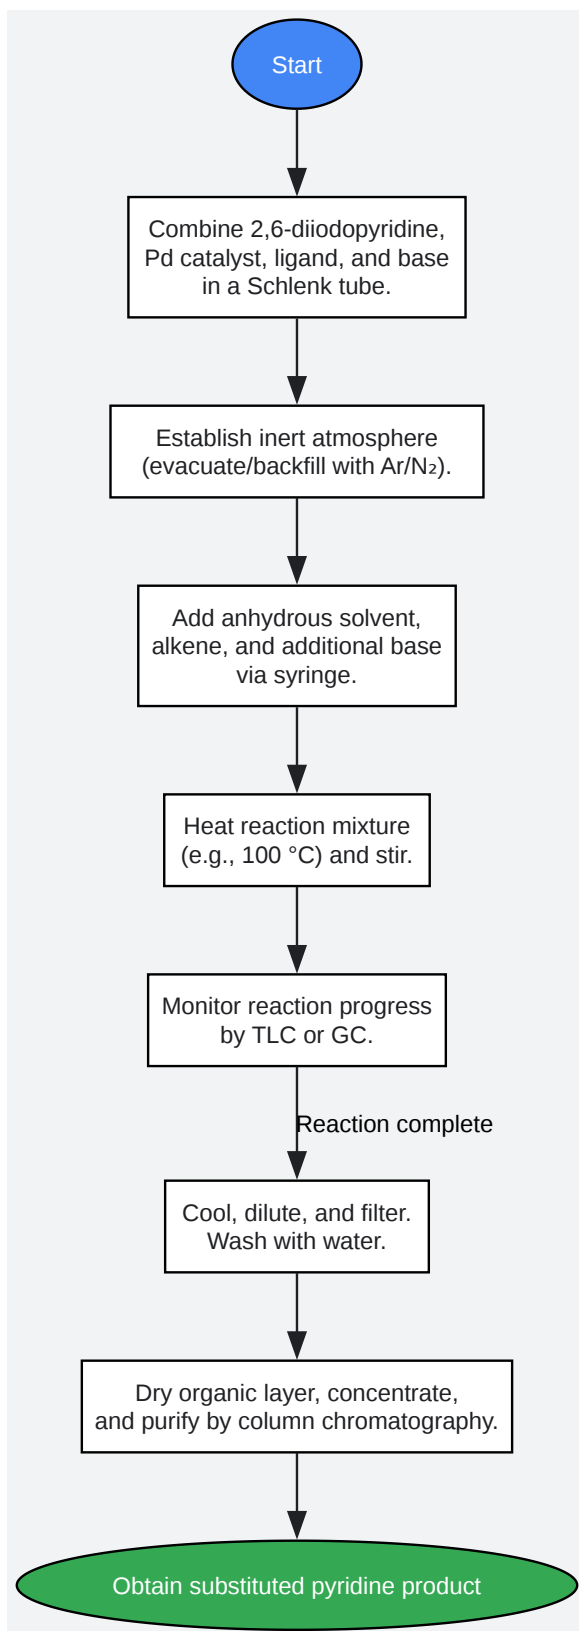 Start
Combine 2,6-diiodopyridine,
Pd catalyst, ligand, and base
in a Schlenk tube.
Establish inert atmosphere
(evacuate/backfill with Ar/N₂).
Add anhydrous solvent,
alkene, and additional base
via syringe.
Heat reaction mixture
(e.g., 100 °C) and stir.
Monitor reaction progress
by TLC or GC.
Reaction complete
Cool, dilute, and filter.
Wash with water.
Dry organic layer, concentrate,
and purify by column chromatography.
Obtain substituted pyridine product